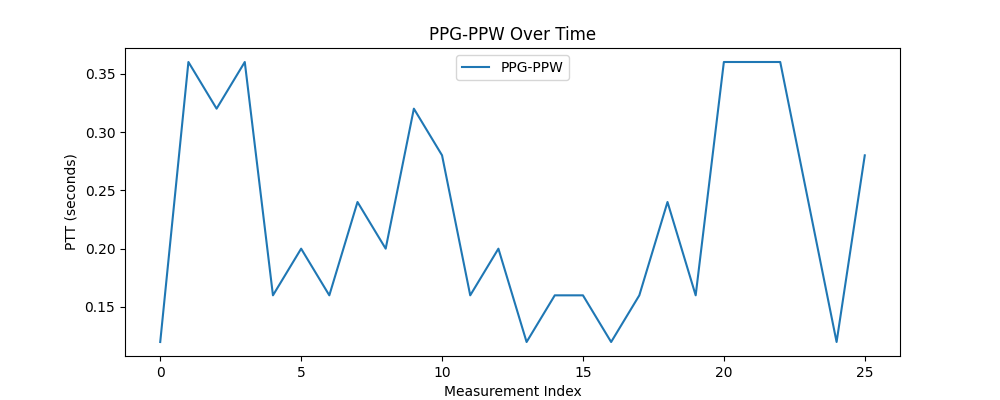 PPG-PPW Over Time
PPG-PPW
0.35
0.30
0.25
0.20
0.15
PTT (seconds)
0 5 10 15 20 25
Measurement Index